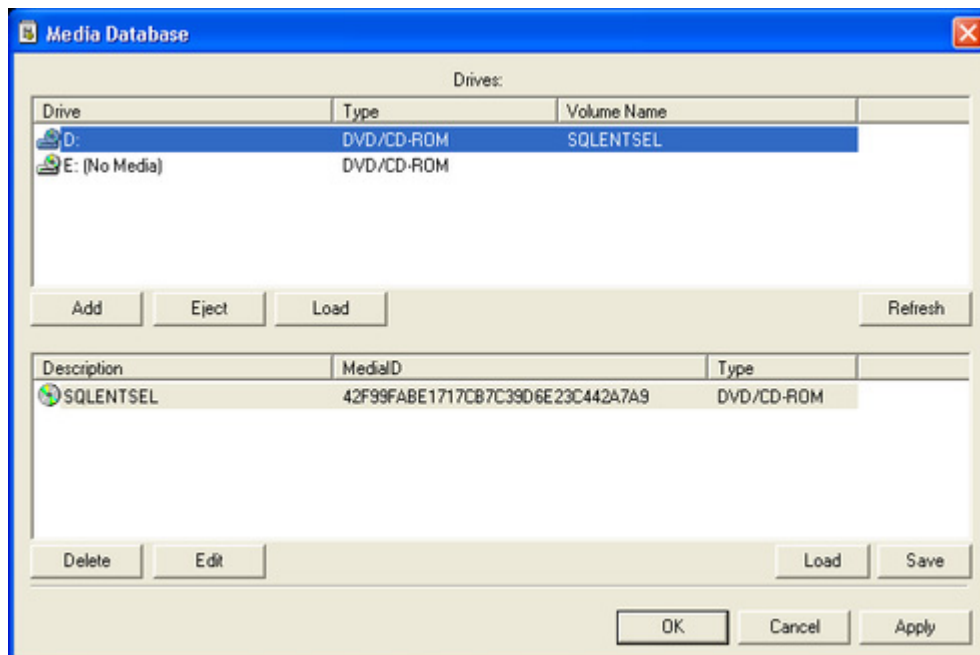 Media Database
Drives:
Drive Type Volume Name
D: DVD/CD-ROM SQLENTSEL
E: (No Media) DVD/CD-ROM
Add Eject Load Refresh
Description MediaID Type
SQLENTSEL 42F99FABE1717CB7C39D6E23C442A7A9 DVD/CD-ROM
Delete Edit Load Save
OK Cancel Apply